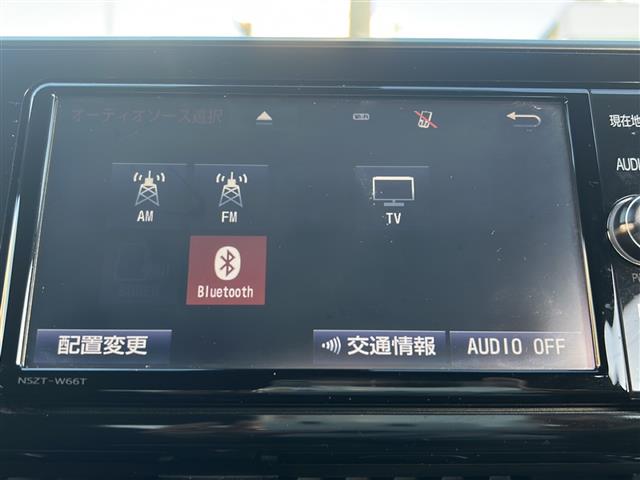 オーディオソース選択
現在地
AUDI
AM
FM
TV
Bluetooth
配置変更
交通情報
AUDIO OFF
NSZT-W66T